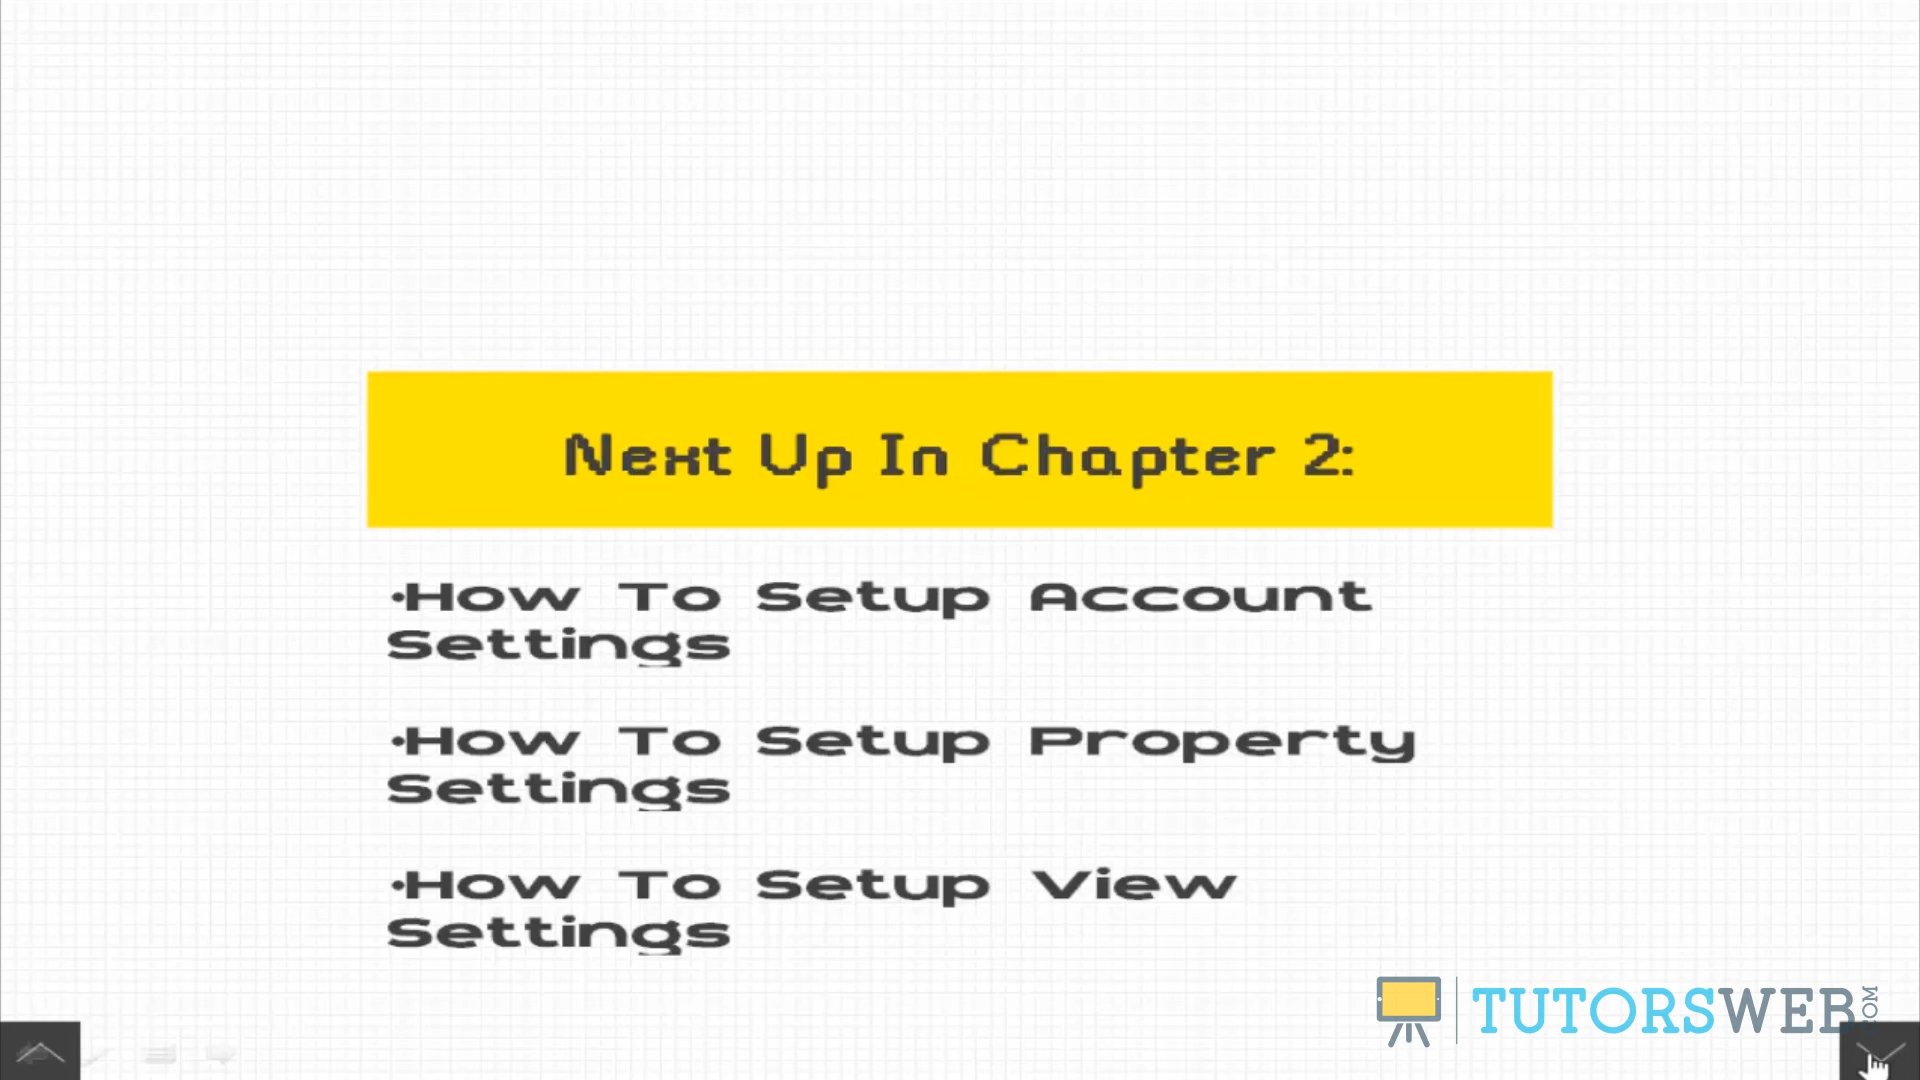 Next Up In Chapter 2:
•How To Setup Account
Settings
•How To Setup Property
Settings
•How To Setup View
Settings
TUTORSWEB.COM